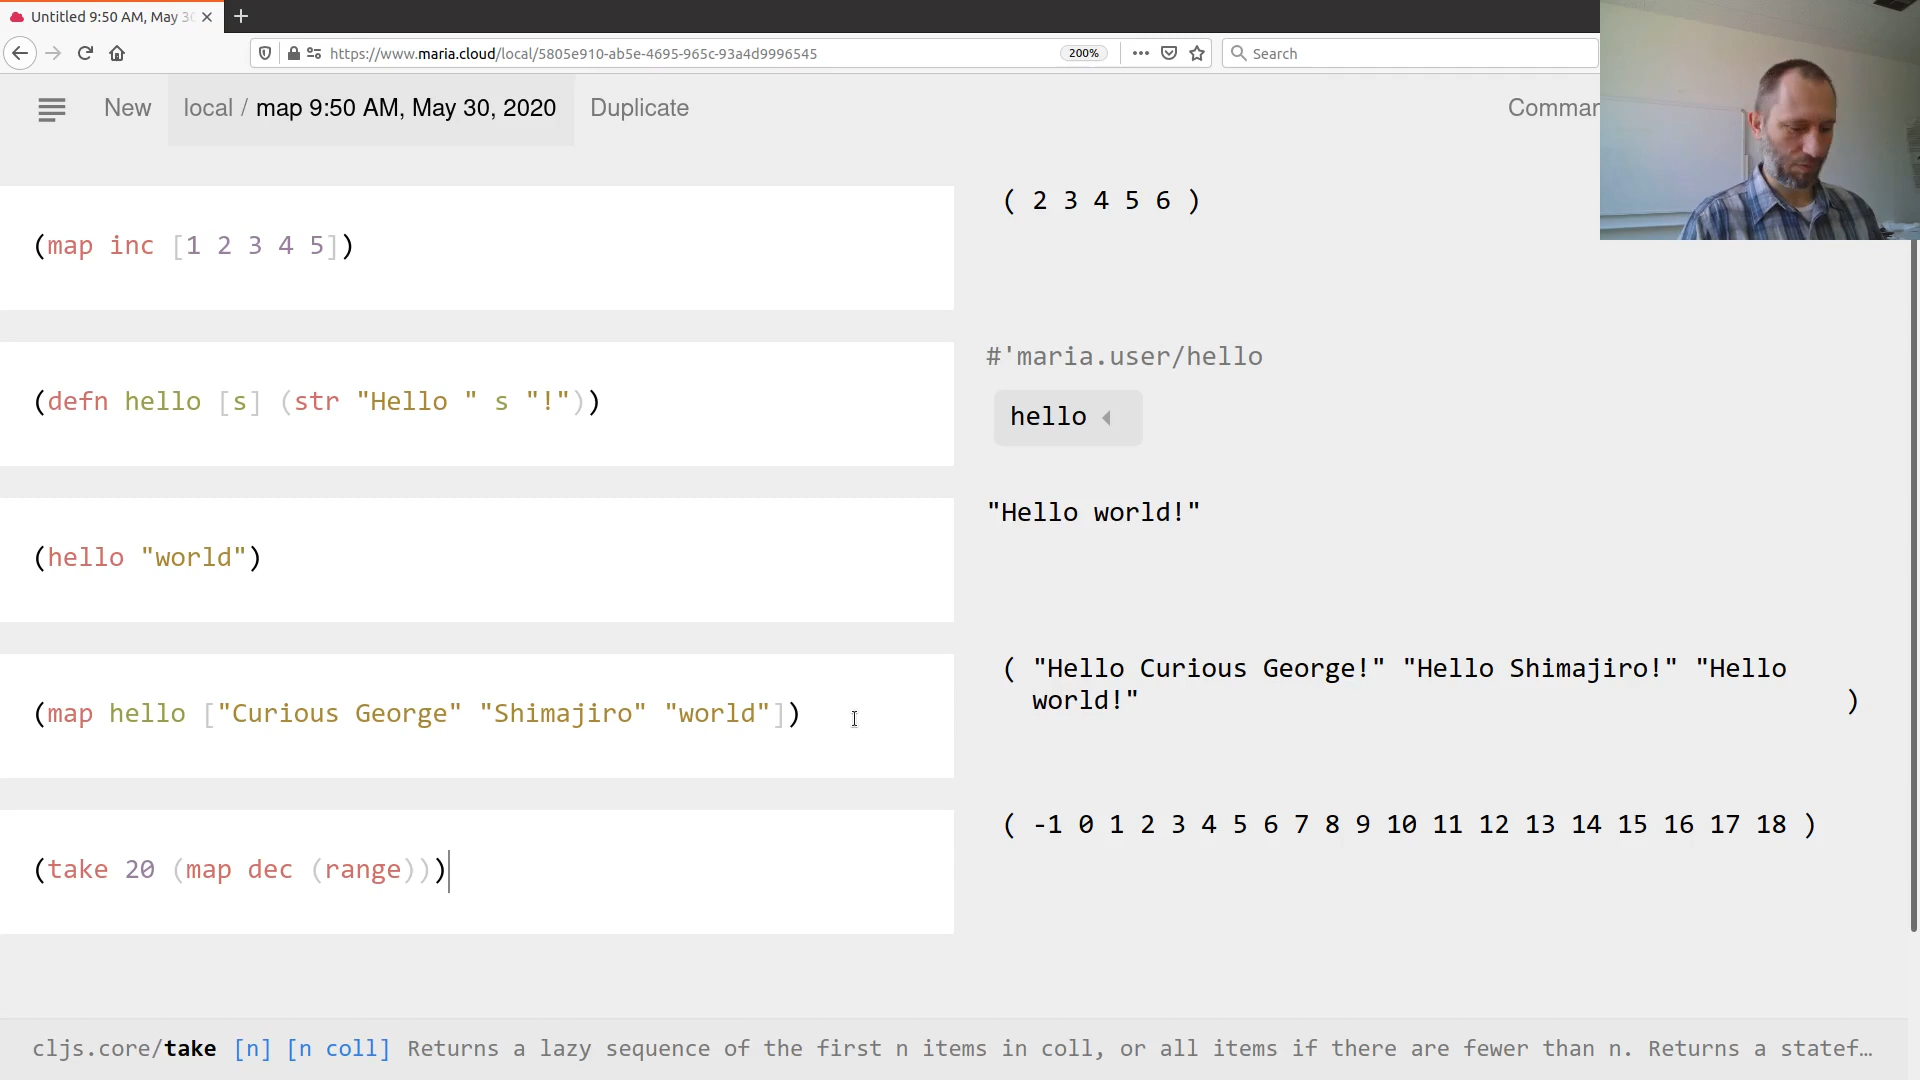 Untitled 9:50 AM, May 3
https://www.maria.cloud/local/5805e910-ab5e-4695-965c-93a4d9996545
200%
Search
New
local / map 9:50 AM, May 30, 2020
Duplicate
(map inc [1 2 3 4 5])
( 2 3 4 5 6 )
(defn hello [s] (str "Hello " s "!"))
#'maria.user/hello
hello
(hello "world")
"Hello world!"
(map hello ["Curious George" "Shimajiro" "world"])
( "Hello Curious George!" "Hello Shimajiro!" "Hello
world!" )
(take 20 (map dec (range)))
( -1 0 1 2 3 4 5 6 7 8 9 10 11 12 13 14 15 16 17 18 )
cljs.core/take [n] [n coll] Returns a lazy sequence of the first n items in coll, or all items if there are fewer than n. Returns a statef…